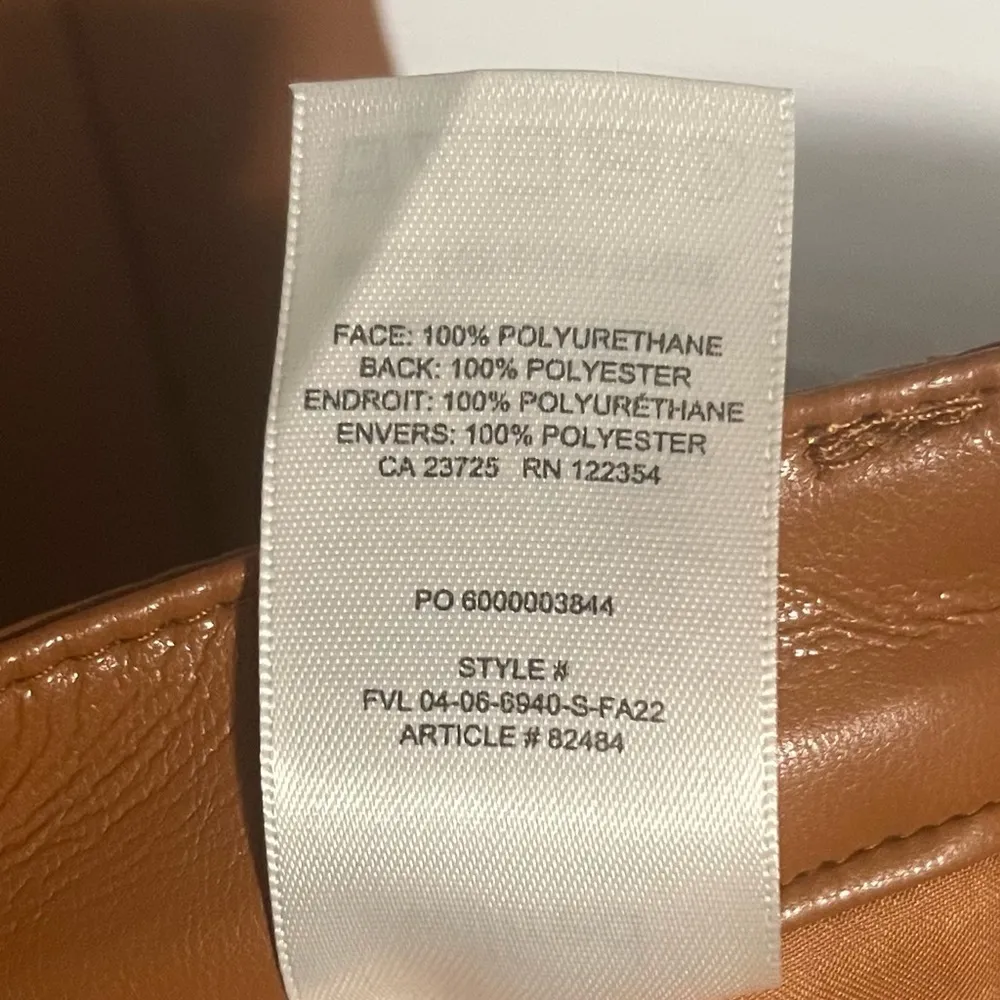 FACE: 100% POLYURETHANE
BACK: 100% POLYESTER
ENDROIT: 100% POLYURÉTHANE
ENVERS: 100% POLYESTER
CA 23725 RN 122354
PO 6000003844
STYLE #
FVL 04-06-6940-S-FA22
ARTICLE # 82484